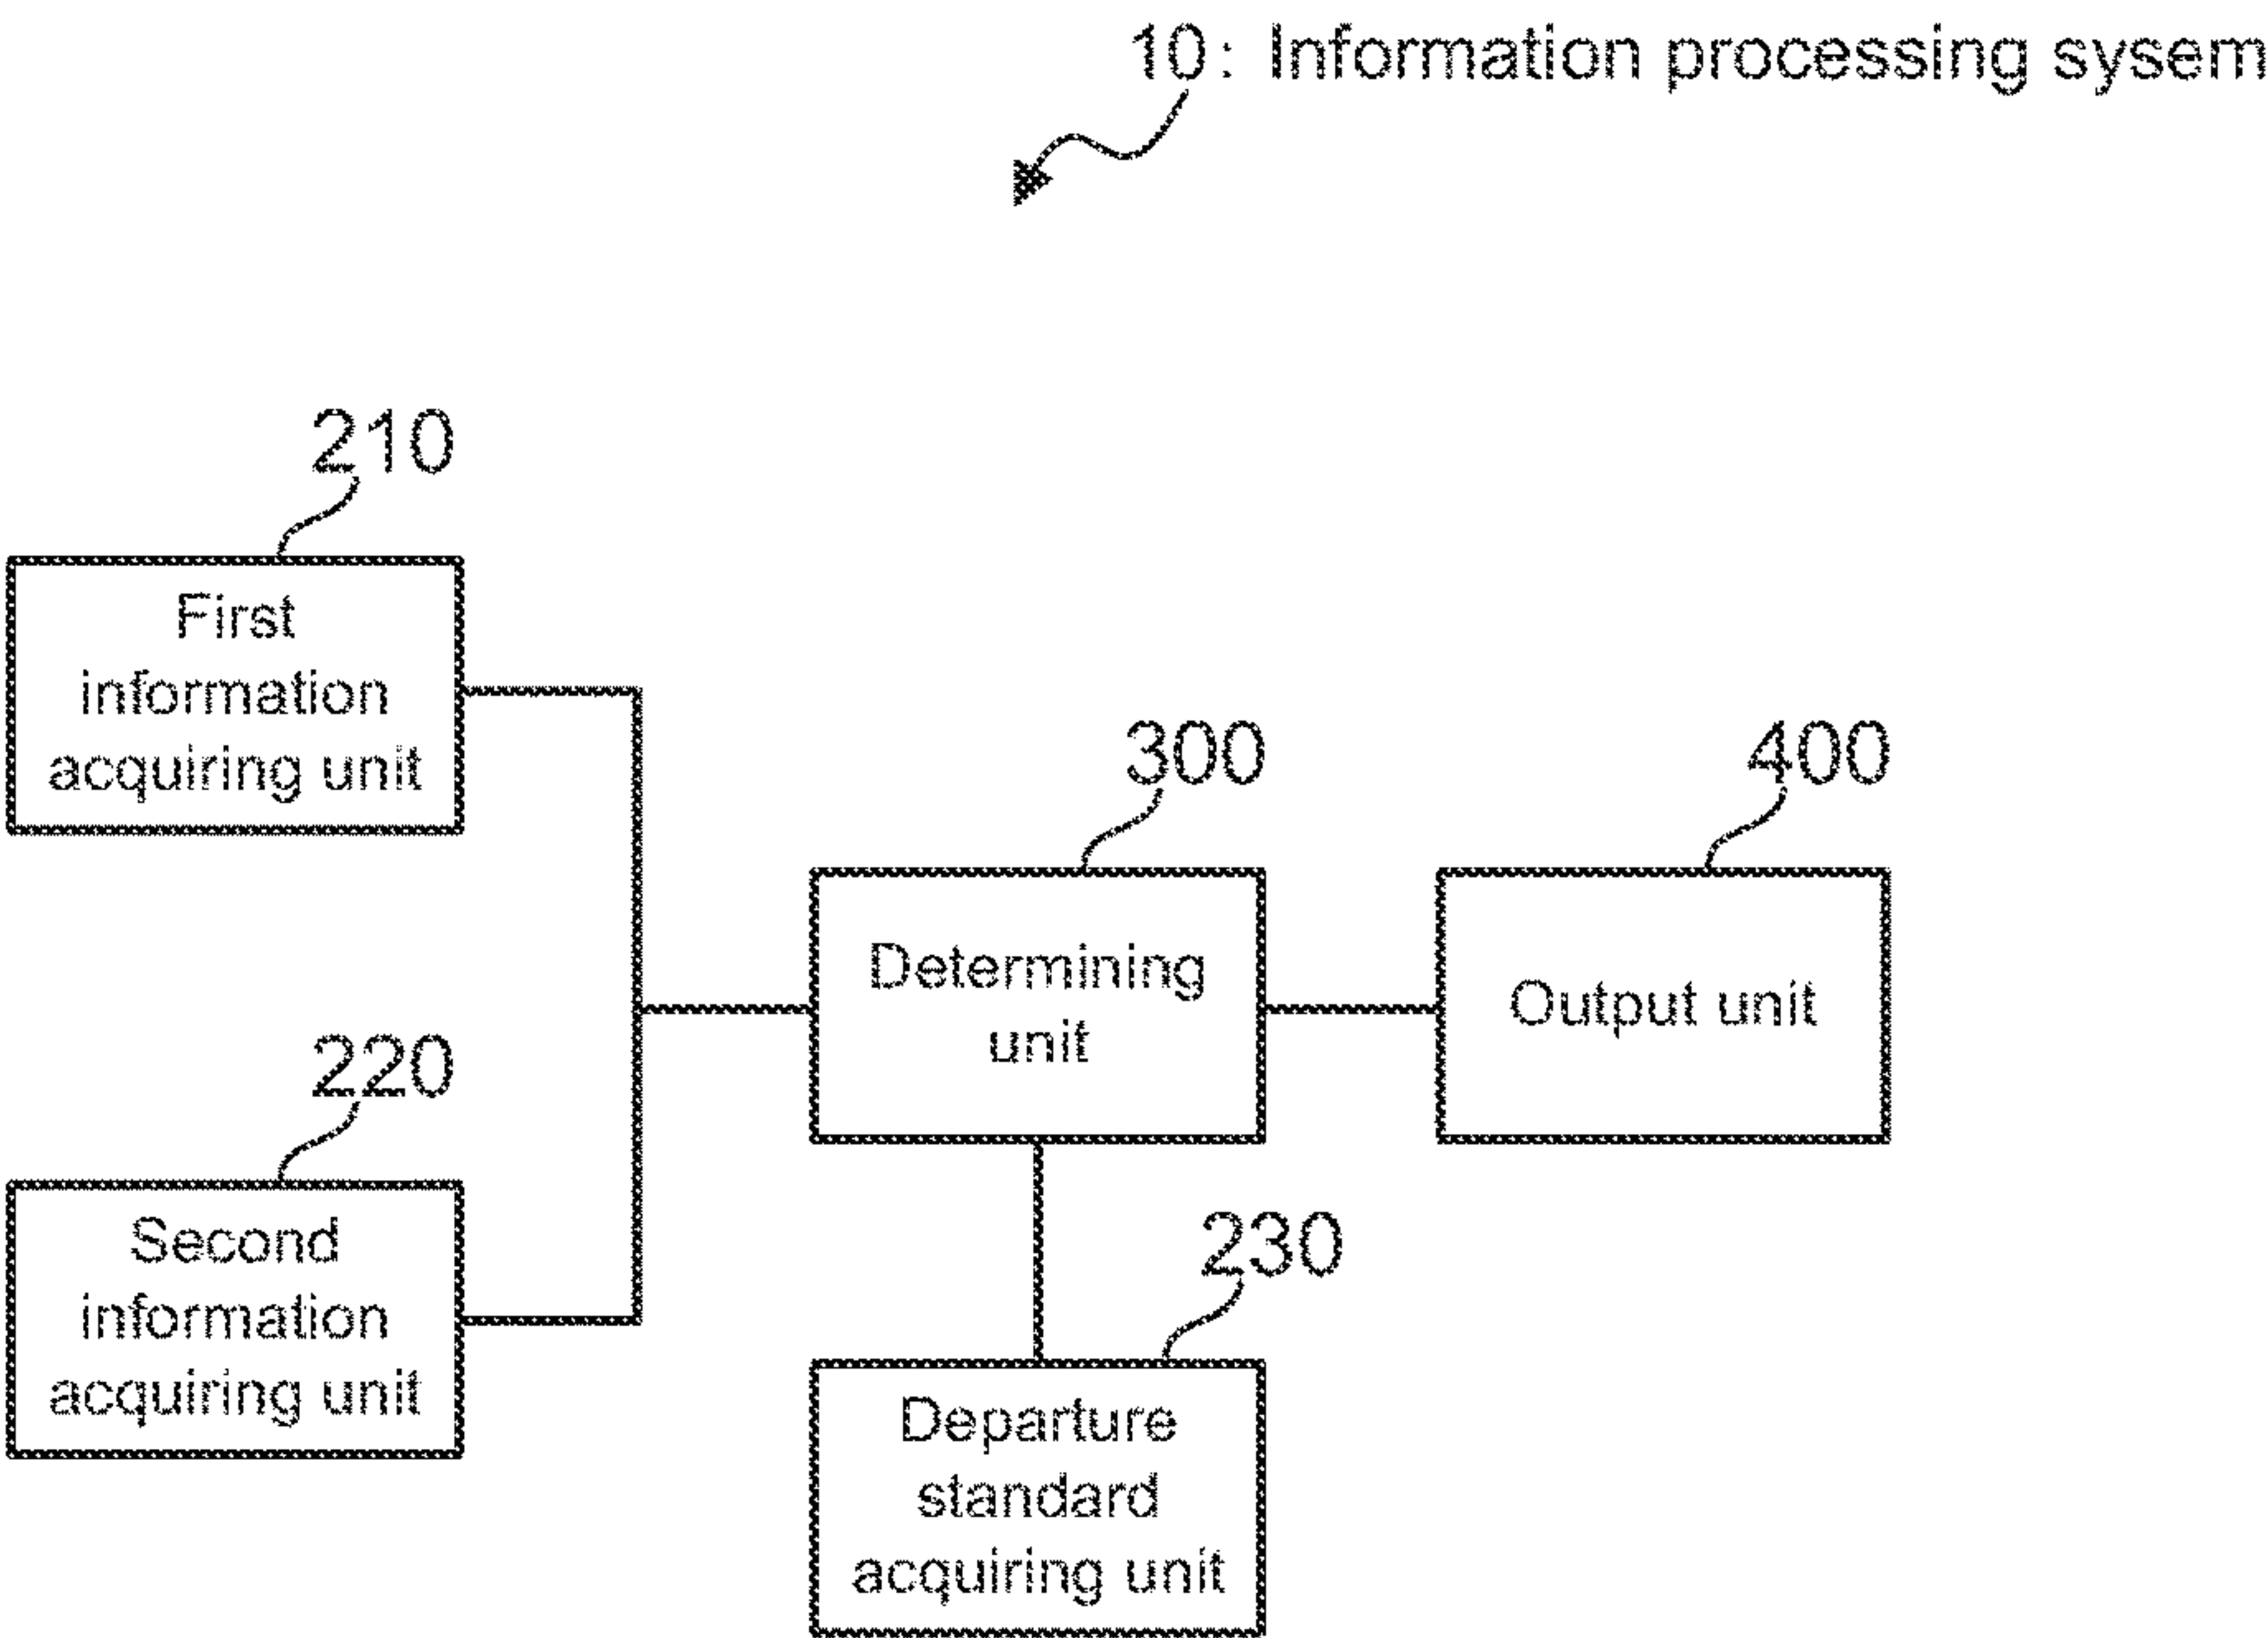 10: Information processing sysem
210
First
information
acquiring unit
300
Determining
unit
400
Output unit
220
Second
information
acquiring unit
230
Departure
standard
acquiring unit